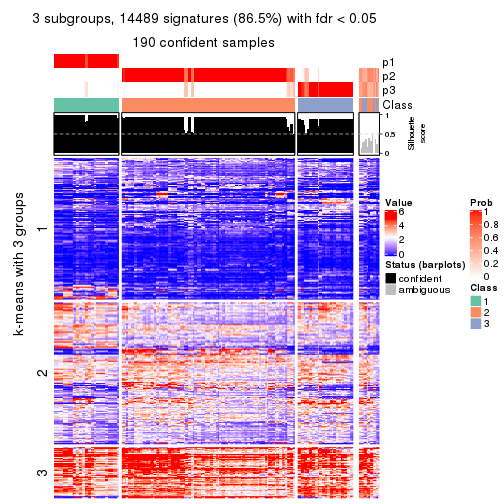 3 subgroups, 14489 signatures (86.5%) with fdr < 0.05
190 confident samples
p1
p2
p3
Class
1
0.5
0
Silhouette
score
k-means with 3 groups
1
2
3
Value
6
4
2
0
Status (barplots)
confident
ambiguous
Prob
1
0.8
0.6
0.4
0.2
0
Class
1
2
3